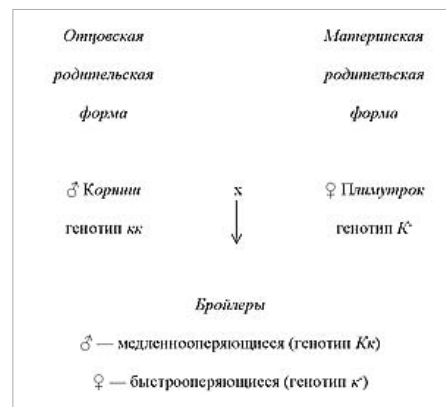 Отцовская Материнская
родительская родительская
форма форма
♂ Корниш х ♀ Плимутрок
генотип кк генотип К⁻
Бройлеры
♂ — медленнооперяющиеся (генотип Кк)
♀ — быстрооперяющиеся (генотип к⁻)